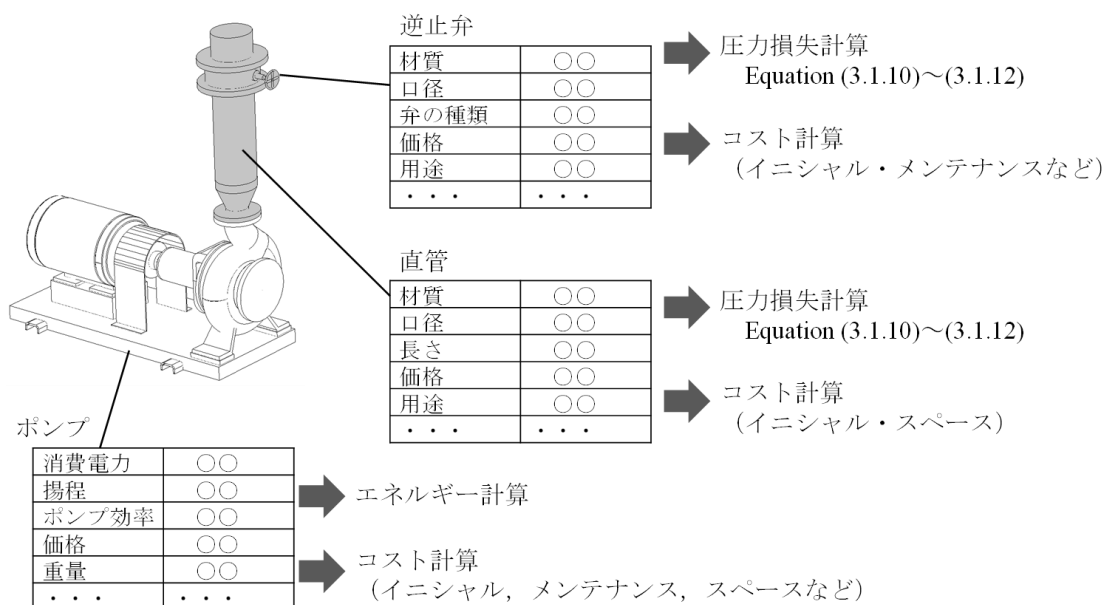 逆止弁
材質 ○○
口径 ○○
弁の種類 ○○
価格 ○○
用途 ○○
・・・ ・・・
圧力損失計算
Equation (3.1.10)～(3.1.12)
コスト計算
（イニシャル・メンテナンスなど）
直管
材質 ○○
口径 ○○
長さ ○○
価格 ○○
用途 ○○
・・・ ・・・
圧力損失計算
Equation (3.1.10)～(3.1.12)
コスト計算
（イニシャル・スペース）
ポンプ
消費電力 ○○
揚程 ○○
ポンプ効率 ○○
価格 ○○
重量 ○○
・・・ ・・・
エネルギー計算
コスト計算
（イニシャル，メンテナンス，スペースなど）